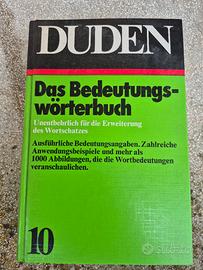 DUDEN
Das Bedeutungs-
wörterbuch
Unentbehrlich für die Erweiterung
des Wortschatzes
Ausführliche Bedeutungsangaben. Zahlreiche
Anwendungsbeispiele und mehr als
1000 Abbildungen, die die Wortbedeutungen
veranschaulichen.
10
subito